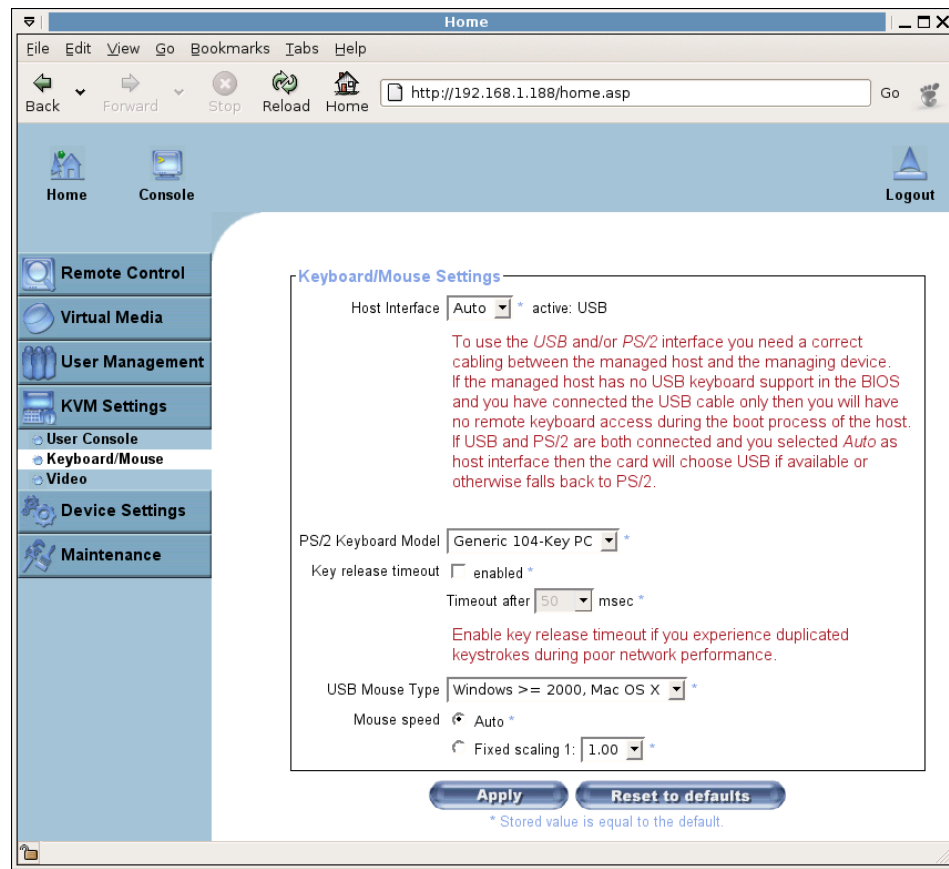 Home
File Edit View Go Bookmarks Tabs Help
Back Forward Stop Reload Home http://192.168.1.188/home.asp Go
Home Console Logout
Remote Control
Virtual Media
User Management
KVM Settings
User Console
Keyboard/Mouse
Video
Device Settings
Maintenance
Keyboard/Mouse Settings
Host Interface Auto * active: USB
To use the USB and/or PS/2 interface you need a correct
cabling between the managed host and the managing device.
If the managed host has no USB keyboard support in the BIOS
and you have connected the USB cable only then you will have
no remote keyboard access during the boot process of the host.
If USB and PS/2 are both connected and you selected Auto as
host interface then the card will choose USB if available or
otherwise falls back to PS/2.
PS/2 Keyboard Model Generic 104-Key PC *
Key release timeout enabled *
Timeout after 50 msec *
Enable key release timeout if you experience duplicated
keystrokes during poor network performance.
USB Mouse Type Windows >= 2000, Mac OS X *
Mouse speed Auto *
Fixed scaling 1: 1.00 *
Apply Reset to defaults
* Stored value is equal to the default.